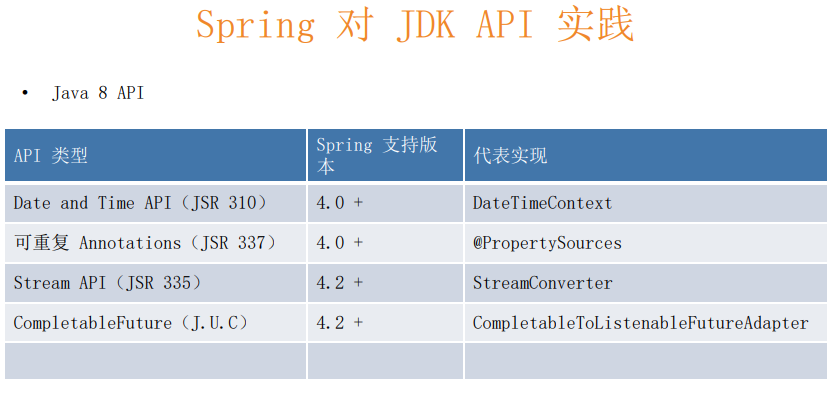 Spring 对 JDK API 实践
• Java 8 API
API 类型 Spring 支持版本 代表实现
Date and Time API（JSR 310） 4.0 + DateTimeContext
可重复 Annotations（JSR 337） 4.0 + @PropertySources
Stream API（JSR 335） 4.2 + StreamConverter
CompletableFuture（J.U.C） 4.2 + CompletableToListenableFutureAdapter